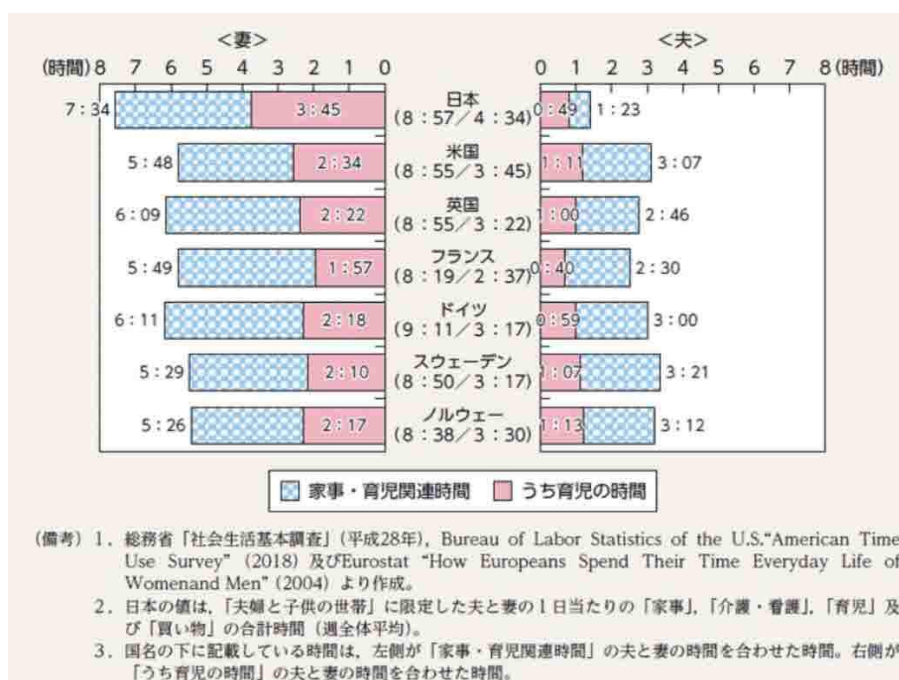 <妻> <夫>
(時間) 8 7 6 5 4 3 2 1 0 0 1 2 3 4 5 6 7 8 (時間)
7:34 3:45 日本 0:49 1:23
(8:57/4:34)
5:48 2:34 米国 1:11 3:07
(8:55/3:45)
6:09 2:22 英国 1:00 2:46
(8:55/3:22)
5:49 1:57 フランス 0:40 2:30
(8:19/2:37)
6:11 2:18 ドイツ 0:59 3:00
(9:11/3:17)
5:29 2:10 スウェーデン 1:07 3:21
(8:50/3:17)
5:26 2:17 ノルウェー 1:13 3:12
(8:38/3:30)
家事・育児関連時間 うち育児の時間
(備考) 1. 総務省「社会生活基本調査」(平成28年), Bureau of Labor Statistics of the U.S.“American Time
Use Survey” (2018) 及びEurostat “How Europeans Spend Their Time Everyday Life of
Womenand Men” (2004) より作成。
2. 日本の値は,「夫婦と子供の世帯」に限定した夫と妻の1日当たりの「家事」,「介護・看護」,「育児」及
び「買い物」の合計時間(週全体平均)。
3. 国名の下に記載している時間は、左側が「家事・育児関連時間」の夫と妻の時間を合わせた時間。右側が
「うち育児の時間」の夫と妻の時間を合わせた時間。